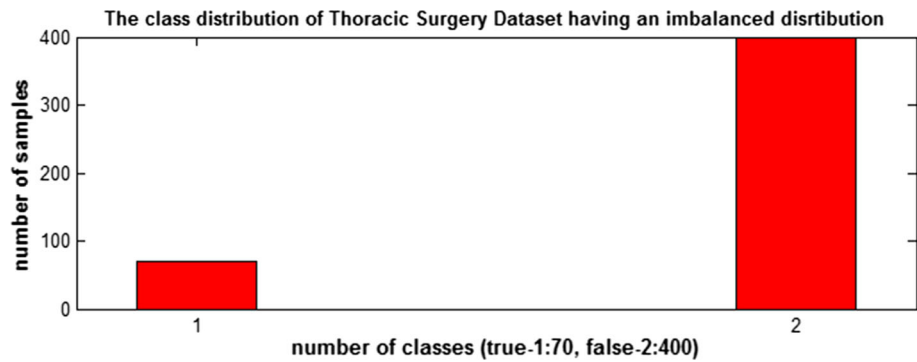 The class distribution of Thoracic Surgery Dataset having an imbalanced disrtibution
400
300
200
100
0
number of samples
1
2
number of classes (true-1:70, false-2:400)